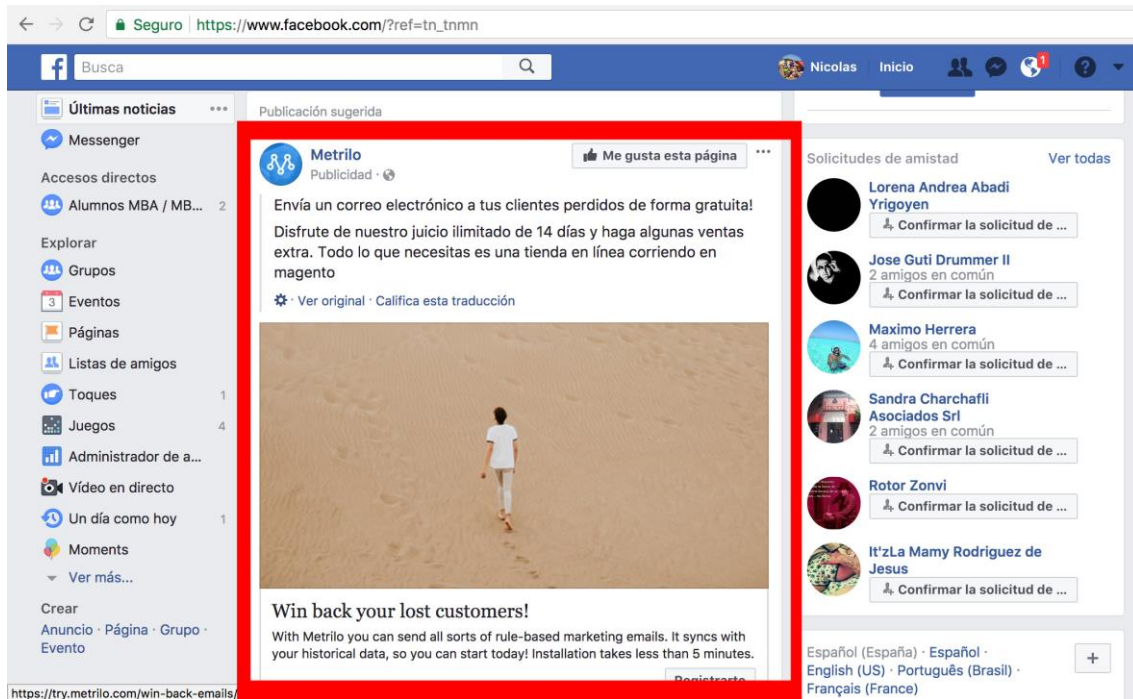 Seguro https://www.facebook.com/?ref=tn_tnmn
f Busca Nicolas Inicio 1 ?
Últimas noticias
Messenger
Accesos directos
Alumnos MBA / MB... 2
Explorar
Grupos
3 Eventos
Páginas
Listas de amigos
Toques 1
Juegos 4
Administrador de a...
Vídeo en directo
Un día como hoy 1
Moments
Ver más...
Crear
Anuncio · Página · Grupo ·
Evento
Publicación sugerida
Metrilo
Publicidad ·
Me gusta esta página
Envía un correo electrónico a tus clientes perdidos de forma gratuita!
Disfrute de nuestro juicio ilimitado de 14 días y haga algunas ventas
extra. Todo lo que necesitas es una tienda en línea corriendo en
magento
· Ver original · Califica esta traducción
Win back your lost customers!
With Metrilo you can send all sorts of rule-based marketing emails. It syncs with
your historical data, so you can start today! Installation takes less than 5 minutes.
Registrarte
Solicitudes de amistad Ver todas
Lorena Andrea Abadi
Yrigoyen
Confirmar la solicitud de ...
Jose Guti Drummer II
2 amigos en común
Confirmar la solicitud de ...
Maximo Herrera
4 amigos en común
Confirmar la solicitud de ...
Sandra Charchafli
Asociados Srl
2 amigos en común
Confirmar la solicitud de ...
Rotor Zonvi
Confirmar la solicitud de ...
It'zLa Mamy Rodriguez de
Jesus
Confirmar la solicitud de ...
Español (España) · Español ·
English (US) · Português (Brasil) ·
Français (France)
https://try.metrilo.com/win-back-emails/